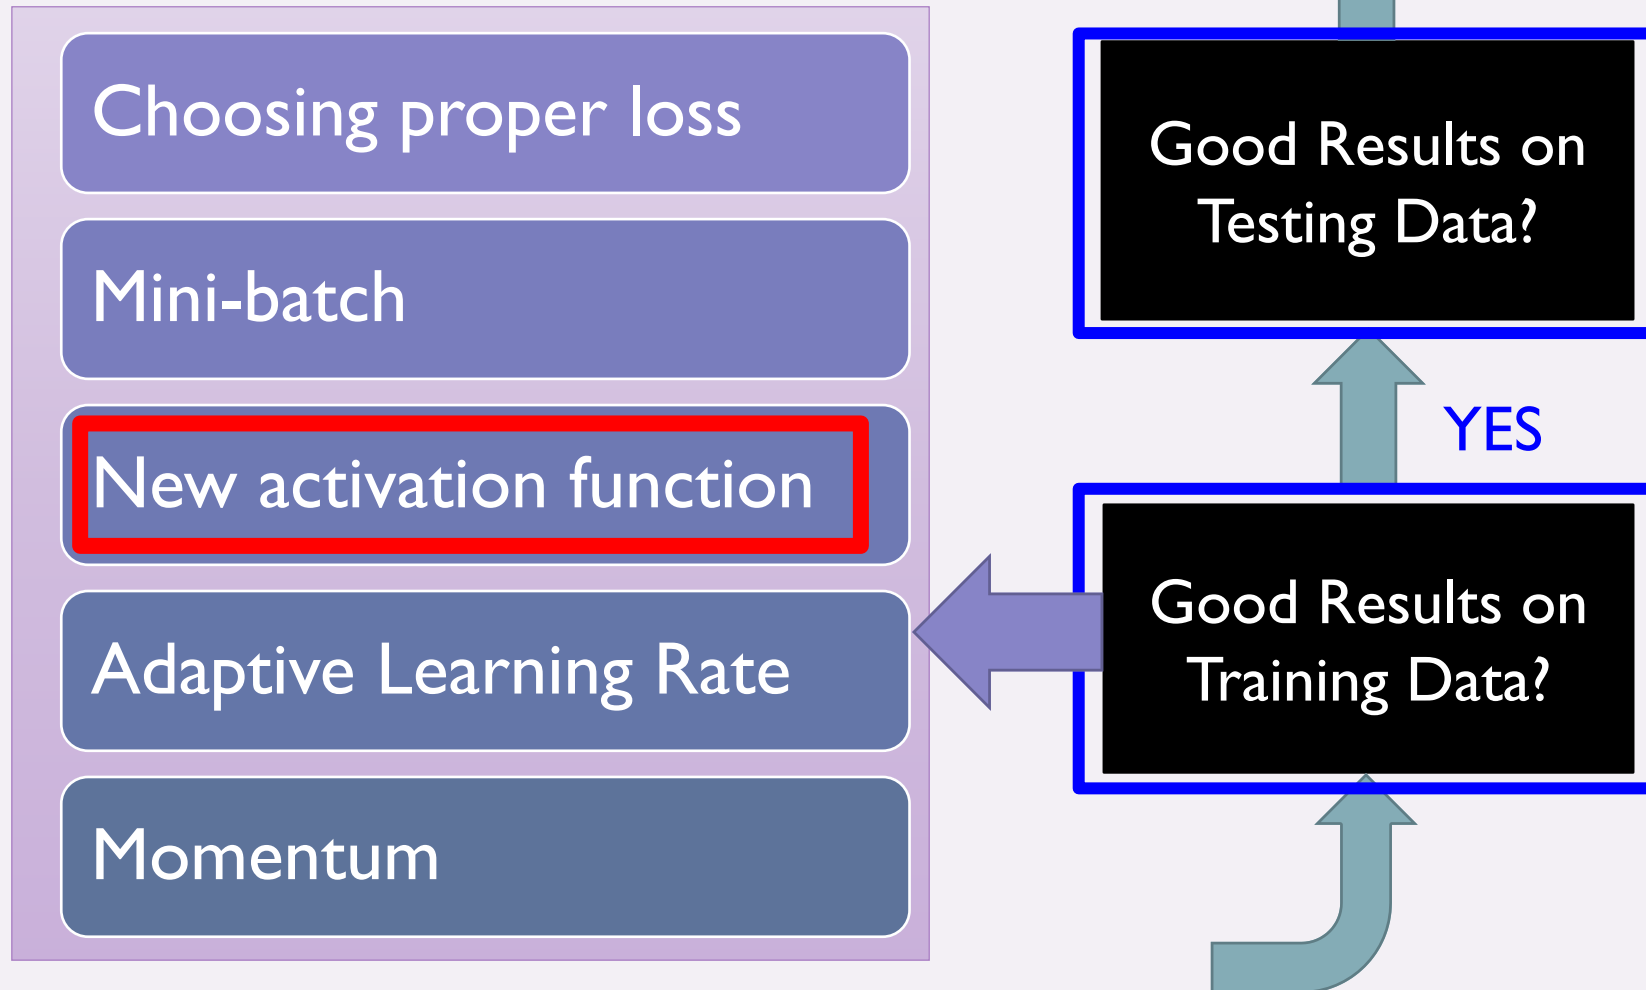 Choosing proper loss
Mini-batch
New activation function
Adaptive Learning Rate
Momentum
Good Results on
Testing Data?
YES
Good Results on
Training Data?